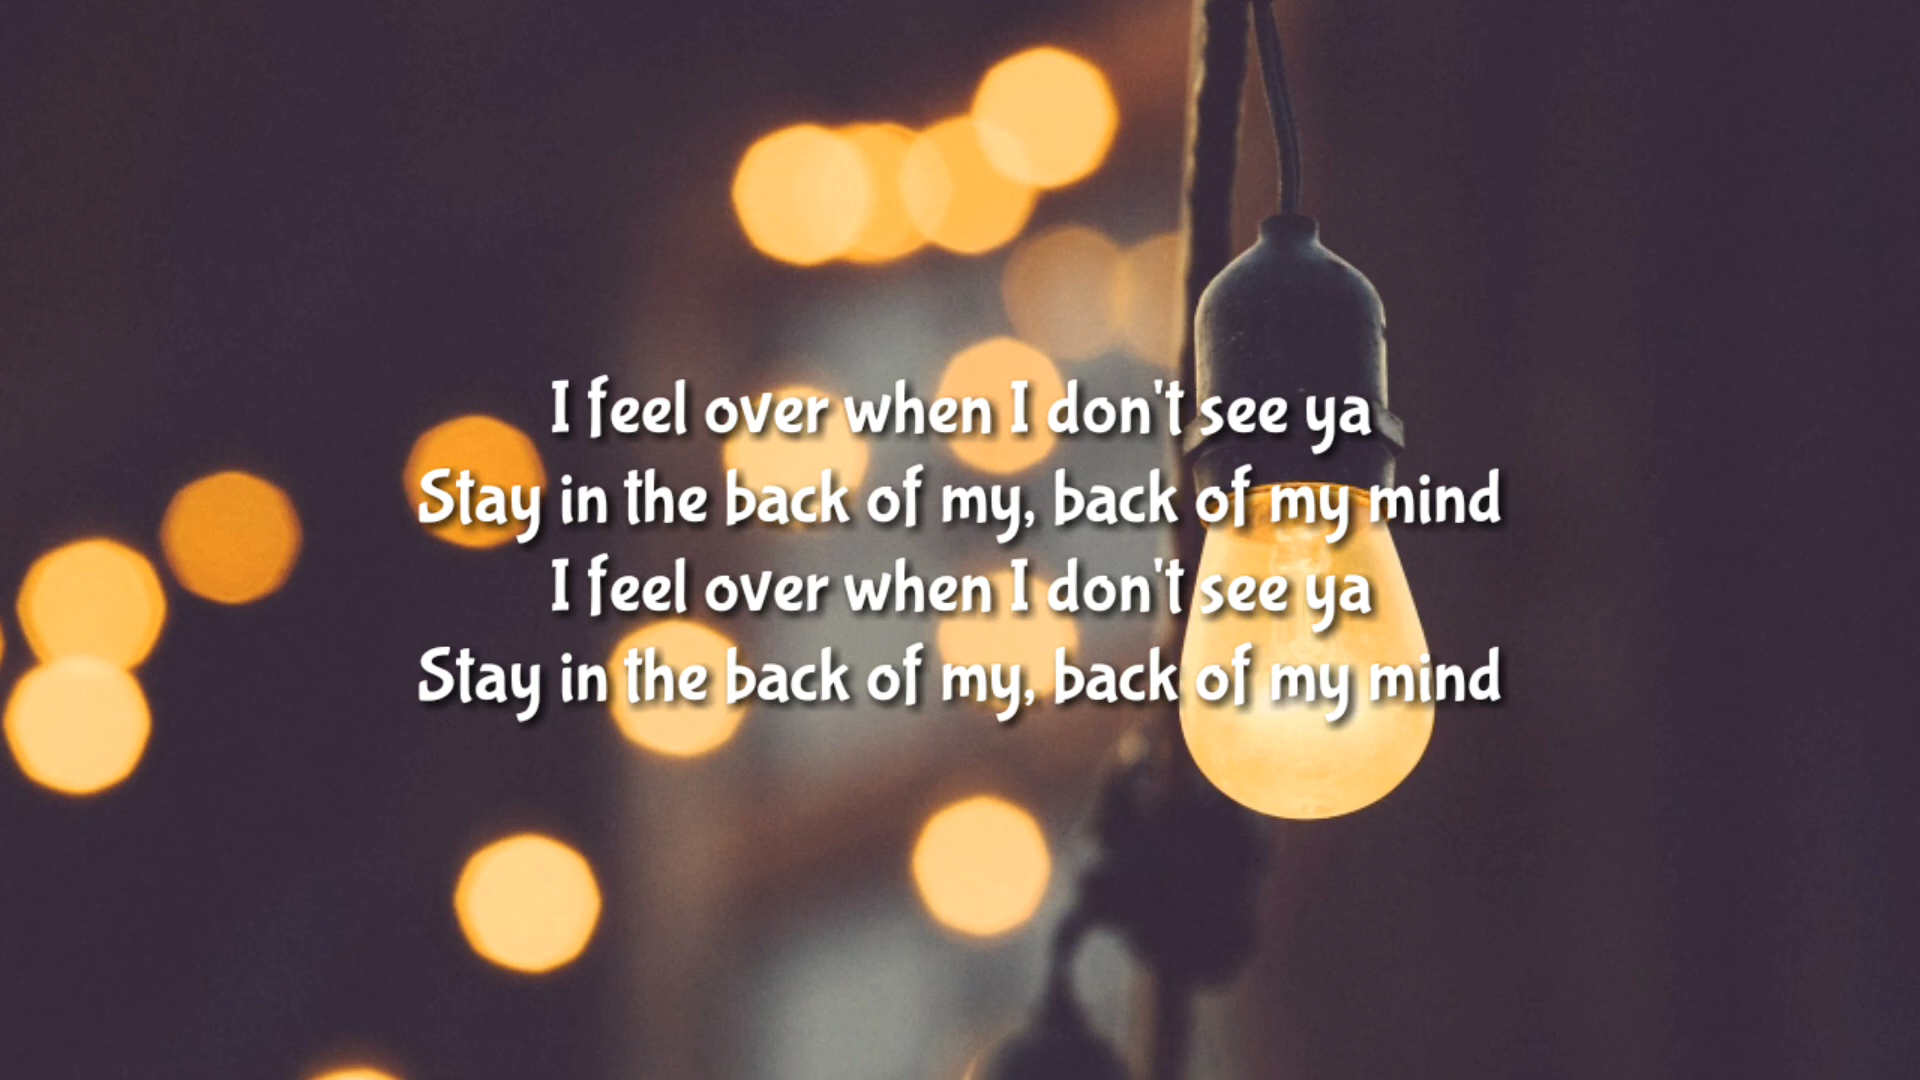 I feel over when I don't see ya
Stay in the back of my, back of my mind
I feel over when I don't see ya
Stay in the back of my, back of my mind